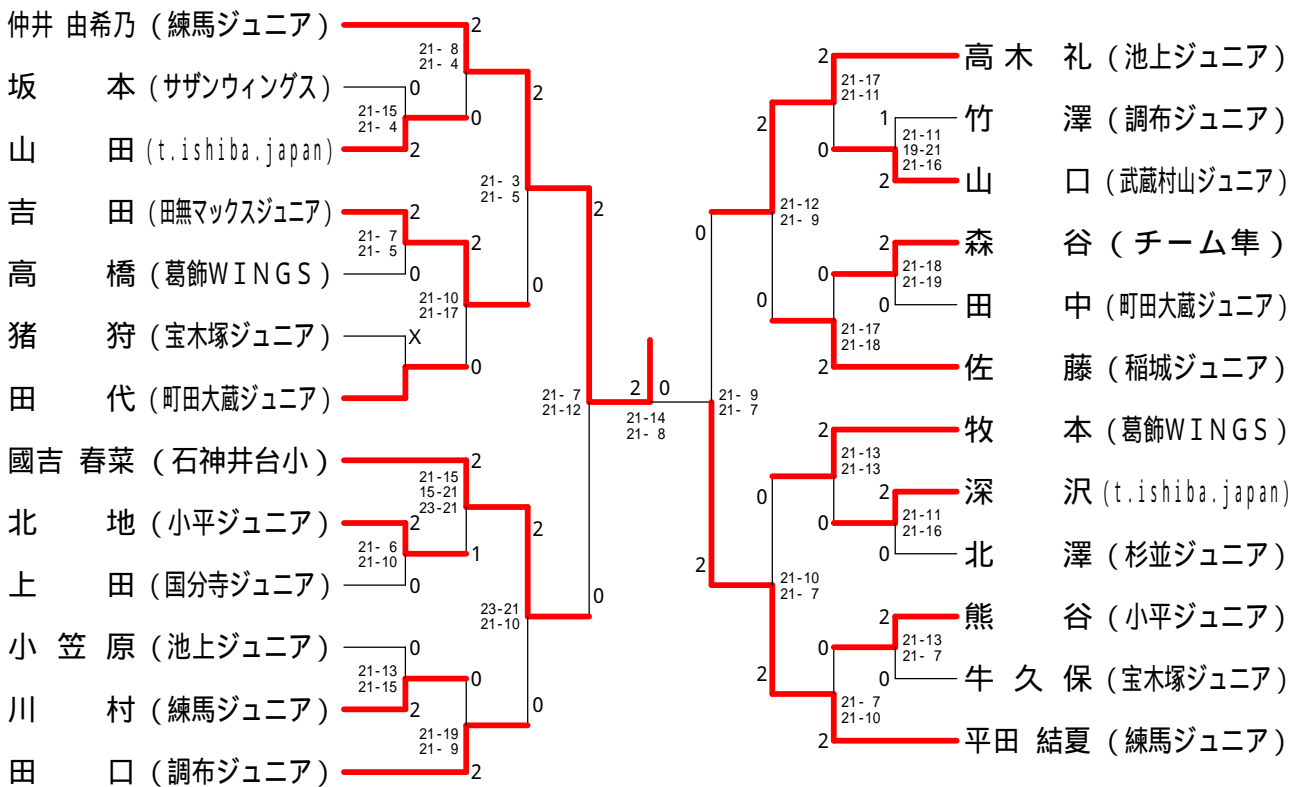 仲井 由希乃 (練馬ジュニア) 2
21- 8
21- 4
坂 本 (サザンウィングス) 0
21-15
21- 4
0
山 田 (t.ishiba.japan) 2
2
21- 3
21- 5
吉 田 (田無マックスジュニア) 2
21- 7
21- 5
2
高 橋 (葛飾WINGS) 0
21-10
21-17
0
猪 狩 (宝木塚ジュニア) X
0
田 代 (町田大蔵ジュニア)
2
21- 7
21-12
0
國吉 春菜 (石神井台小) 2
21-15
15-21
23-21
北 地 (小平ジュニア) 2
21- 6
21-10
1
上 田 (国分寺ジュニア) 0
2
23-21
21-10
小 笠 原 (池上ジュニア) 0
21-13
21-15
0
川 村 (練馬ジュニア) 2
0
21-19
21- 9
田 口 (調布ジュニア) 2
2 0
21-14
21- 8
2 高 木 礼 (池上ジュニア)
21-17
21-11
1 竹 澤 (調布ジュニア)
21-11
19-21
21-16
0
2 山 口 (武蔵村山ジュニア)
2
21-12
21- 9
2 森 谷 (チーム隼)
21-18
21-19
0
0 田 中 (町田大蔵ジュニア)
0
21-17
21-18
2 佐 藤 (稲城ジュニア)
0
21- 9
21- 7
2
2 牧 本 (葛飾WINGS)
21-13
21-13
2 深 沢 (t.ishiba.japan)
21-11
21-16
0
0 北 澤 (杉並ジュニア)
0
21-10
21- 7
2 熊 谷 (小平ジュニア)
21-13
21- 7
0
0 牛 久 保 (宝木塚ジュニア)
2
21- 7
21-10
2 平田 結夏 (練馬ジュニア)